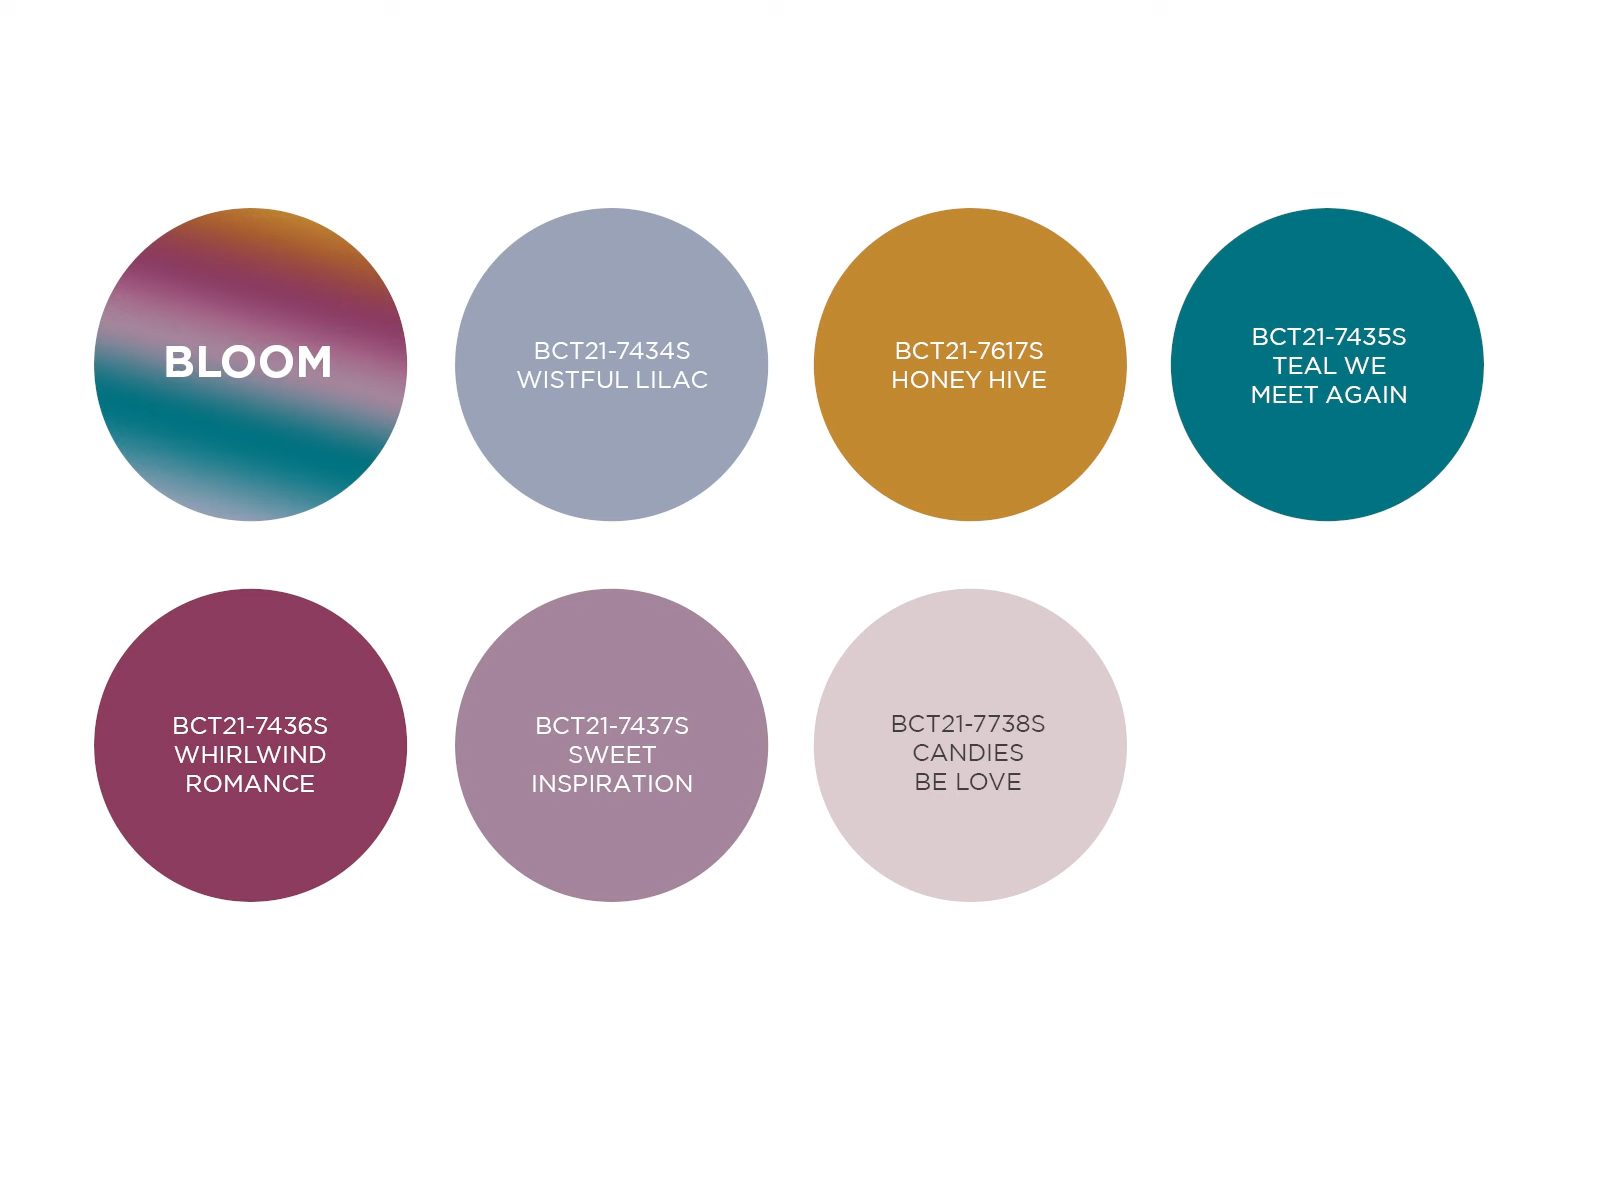 BLOOM
BCT21-7434S
WISTFUL LILAC
BCT21-7617S
HONEY HIVE
BCT21-7435S
TEAL WE
MEET AGAIN
BCT21-7436S
WHIRLWIND
ROMANCE
BCT21-7437S
SWEET
INSPIRATION
BCT21-7738S
CANDIES
BE LOVE